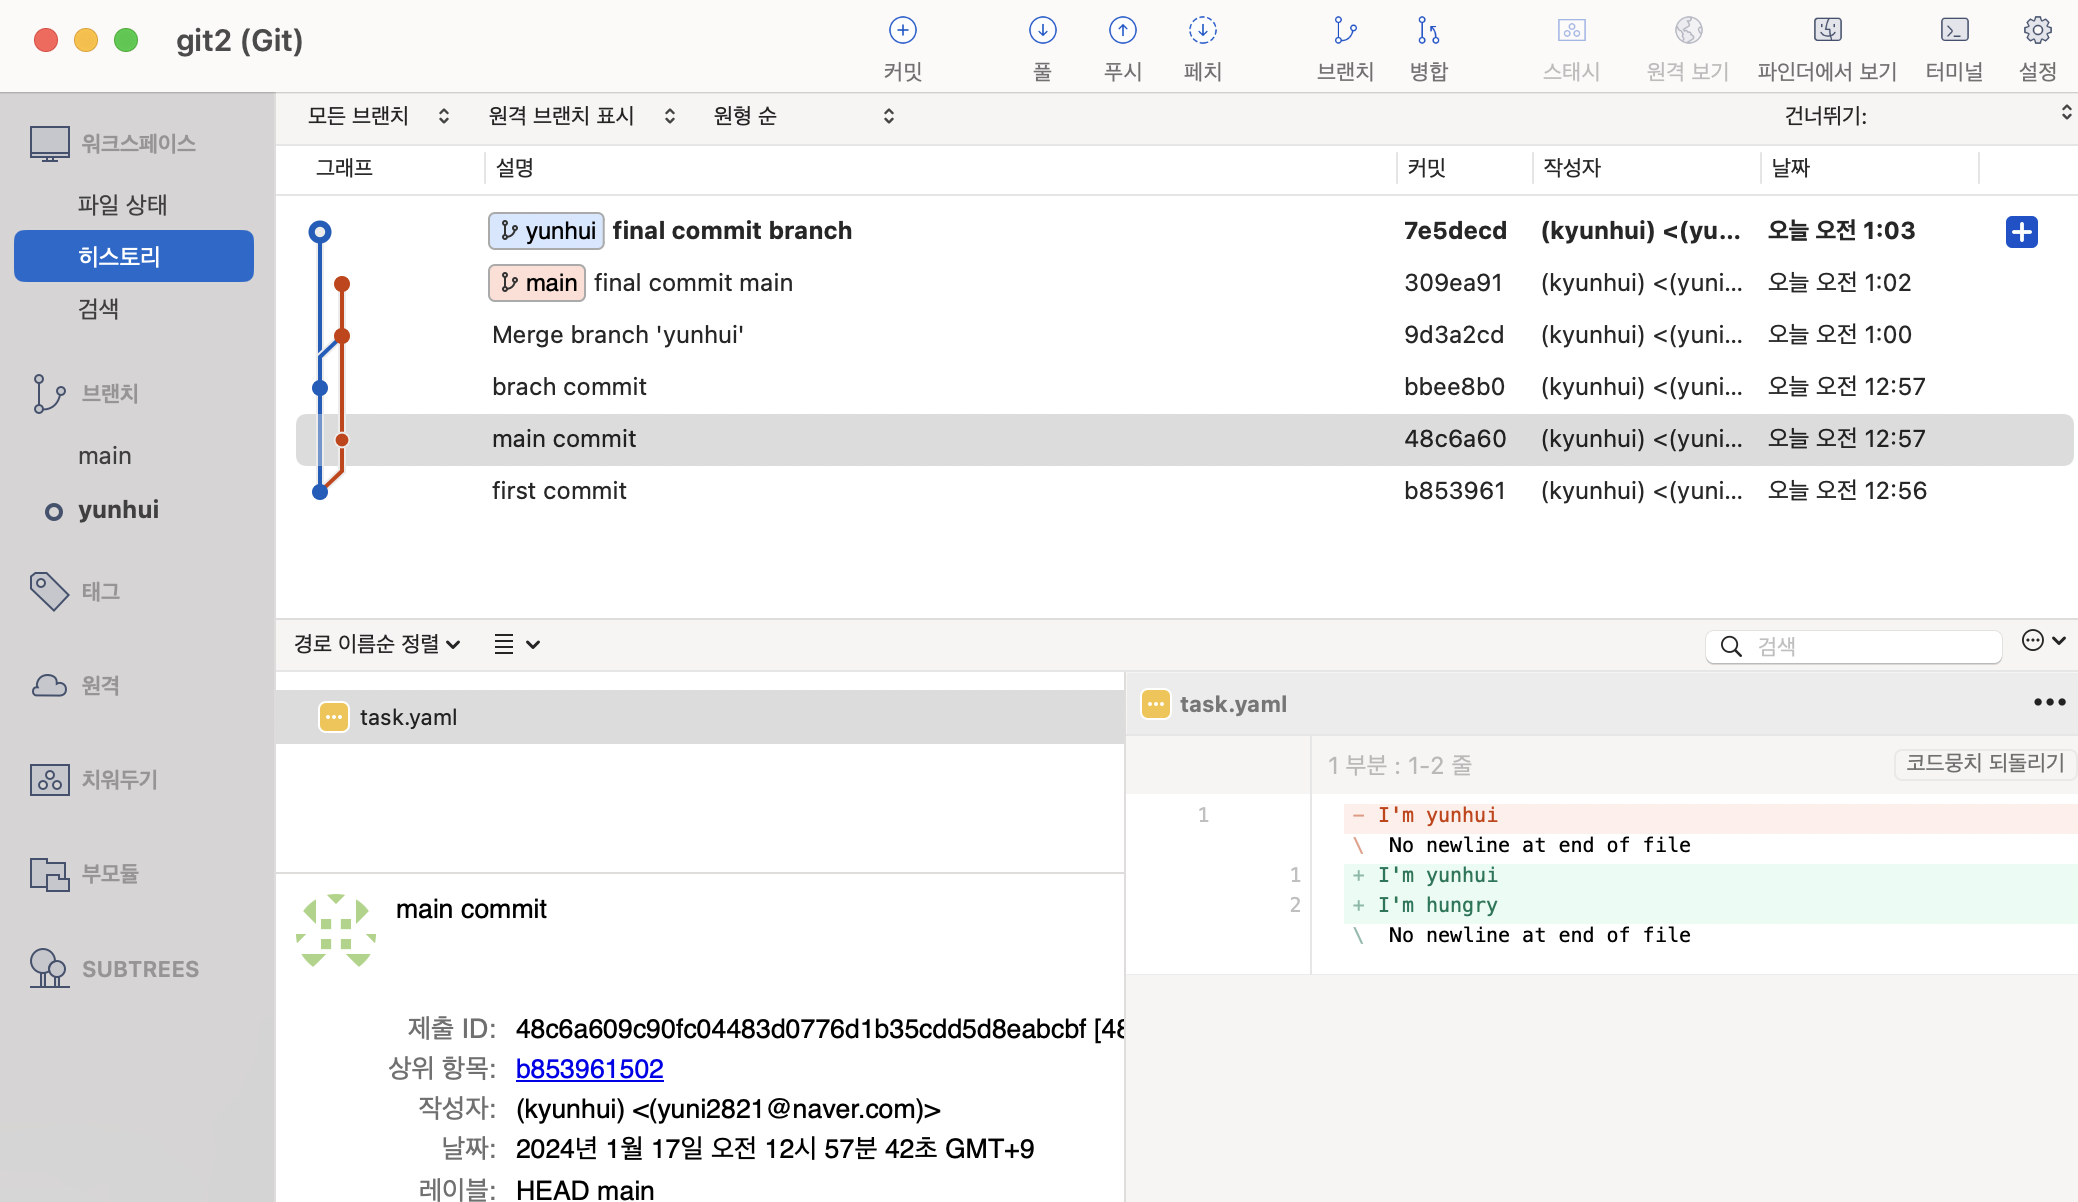 git2 (Git)
커밋 풀 푸시 페치 브랜치 병합 스태시 원격 보기 파인더에서 보기 터미널 설정
워크스페이스
파일 상태
히스토리
검색
브랜치
main
yunhui
태그
원격
치워두기
부모듈
SUBTREES
모든 브랜치 원격 브랜치 표시 원형 순 건너뛰기:
그래프 설명 커밋 작성자 날짜
yunhui final commit branch 7e5decd (kyunhui) <(yu... 오늘 오전 1:03
main final commit main 309ea91 (kyunhui) <(yuni... 오늘 오전 1:02
Merge branch 'yunhui' 9d3a2cd (kyunhui) <(yuni... 오늘 오전 1:00
brach commit bbee8b0 (kyunhui) <(yuni... 오늘 오전 12:57
main commit 48c6a60 (kyunhui) <(yuni... 오늘 오전 12:57
first commit b853961 (kyunhui) <(yuni... 오늘 오전 12:56
경로 이름순 정렬 검색
task.yaml
main commit
제출 ID: 48c6a609c90fc04483d0776d1b35cdd5d8eabcbf [48
상위 항목: b853961502
작성자: (kyunhui) <(yuni2821@naver.com)>
날짜: 2024년 1월 17일 오전 12시 57분 42초 GMT+9
레이블: HEAD main
task.yaml
1 부분 : 1-2 줄 코드뭉치 되돌리기
1 - I'm yunhui
\ No newline at end of file
1 + I'm yunhui
2 + I'm hungry
\ No newline at end of file